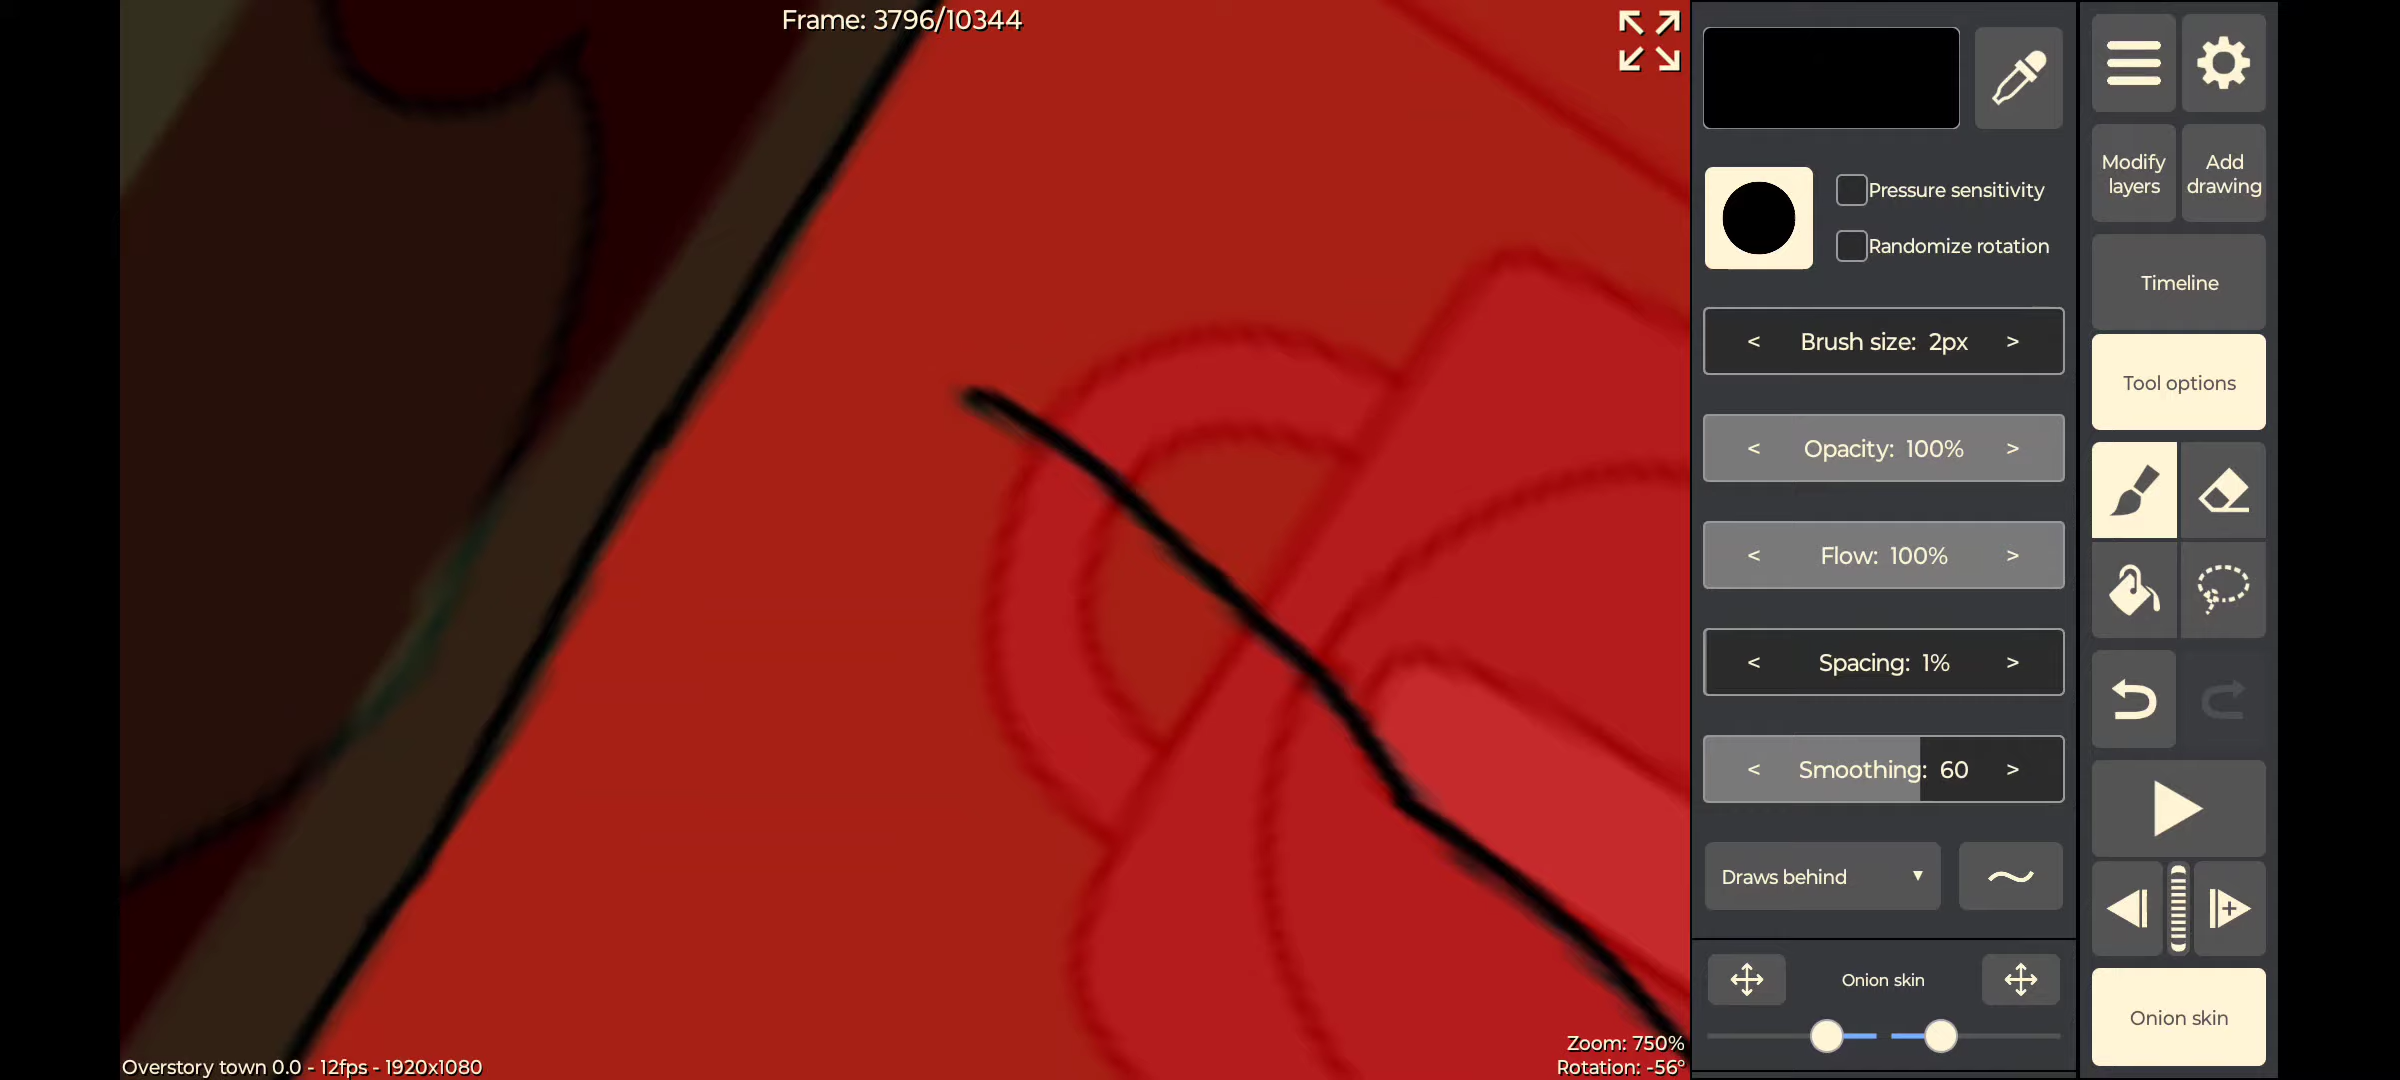 Frame: 3796/10344
Pressure sensitivity
Randomize rotation
< Brush size: 2px >
< Opacity: 100% >
< Flow: 100% >
< Spacing: 1% >
< Smoothing: 60 >
Draws behind
Onion skin
Modify layers
Add drawing
Timeline
Tool options
Onion skin
Zoom: 750%
Rotation: -56°
Overstory town 0.0 - 12fps - 1920x1080